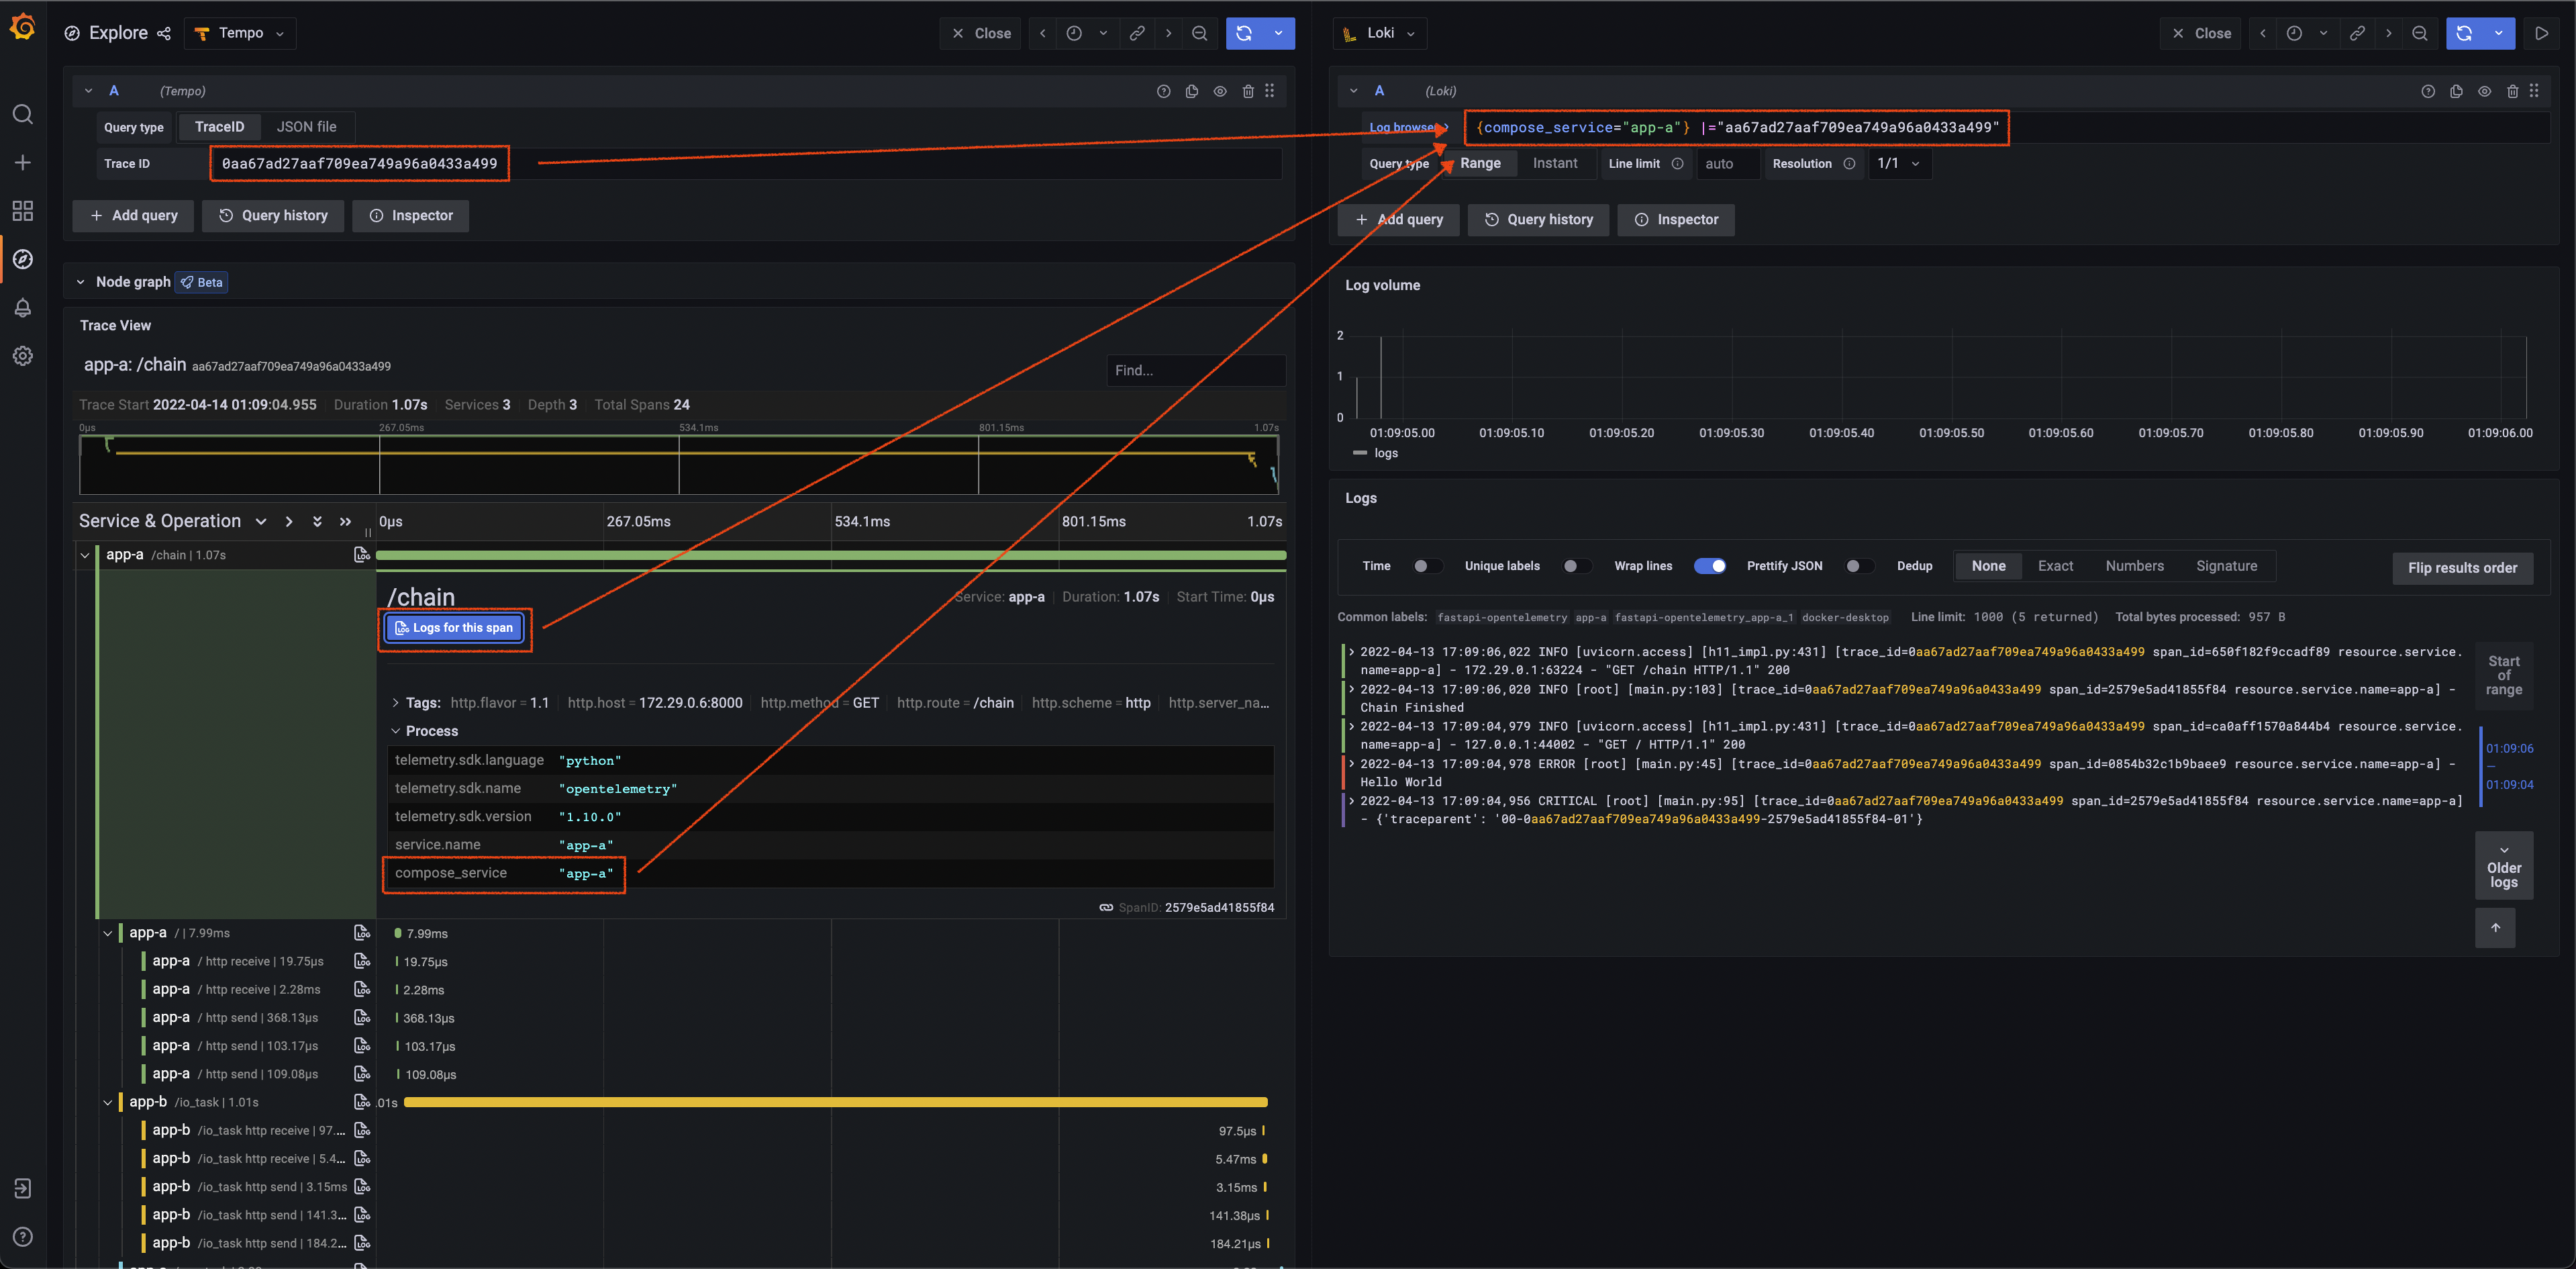 Explore
Tempo
Close
A (Tempo)
Query type TraceID JSON file
Trace ID 0aa67ad27aaf709ea749a96a0433a499
+ Add query Query history Inspector
Node graph Beta
Trace View
app-a: /chain aa67ad27aaf709ea749a96a0433a499
Find...
Trace Start 2022-04-14 01:09:04.955 Duration 1.07s Services 3 Depth 3 Total Spans 24
0μs 267.05ms 534.1ms 801.15ms 1.07s
Service & Operation 0μs 267.05ms 534.1ms 801.15ms 1.07s
app-a /chain | 1.07s
/chain
Service: app-a Duration: 1.07s Start Time: 0μs
Logs for this span
Tags: http.flavor = 1.1 http.host = 172.29.0.6:8000 http.method = GET http.route = /chain http.scheme = http http.server_na...
Process
telemetry.sdk.language "python"
telemetry.sdk.name "opentelemetry"
telemetry.sdk.version "1.10.0"
service.name "app-a"
compose_service "app-a"
SpanID: 2579e5ad41855f84
app-a / | 7.99ms 7.99ms
app-a / http receive | 19.75μs 19.75μs
app-a / http receive | 2.28ms 2.28ms
app-a / http send | 368.13μs 368.13μs
app-a / http send | 103.17μs 103.17μs
app-a / http send | 109.08μs 109.08μs
app-b /io_task | 1.01s .01s
app-b /io_task http receive | 97.... 97.5μs
app-b /io_task http receive | 5.4... 5.47ms
app-b /io_task http send | 3.15ms 3.15ms
app-b /io_task http send | 141.3... 141.38μs
app-b /io_task http send | 184.2... 184.21μs
Loki
Close
A (Loki)
Log browser {compose_service="app-a"} |="aa67ad27aaf709ea749a96a0433a499"
Query type Range Instant Line limit auto Resolution 1/1
+ Add query Query history Inspector
Log volume
2
1
0
01:09:05.00 01:09:05.10 01:09:05.20 01:09:05.30 01:09:05.40 01:09:05.50 01:09:05.60 01:09:05.70 01:09:05.80 01:09:05.90 01:09:06.00
logs
Logs
Time Unique labels Wrap lines Prettify JSON Dedup None Exact Numbers Signature Flip results order
Common labels: fastapi-opentelemetry app-a fastapi-opentelemetry_app-a_1 docker-desktop Line limit: 1000 (5 returned) Total bytes processed: 957 B
2022-04-13 17:09:06,022 INFO [uvicorn.access] [h11_impl.py:431] [trace_id=0aa67ad27aaf709ea749a96a0433a499 span_id=650f182f9ccadf89 resource.service.
name=app-a] - 172.29.0.1:63224 - "GET /chain HTTP/1.1" 200
2022-04-13 17:09:06,020 INFO [root] [main.py:103] [trace_id=0aa67ad27aaf709ea749a96a0433a499 span_id=2579e5ad41855f84 resource.service.name=app-a] -
Chain Finished
2022-04-13 17:09:04,979 INFO [uvicorn.access] [h11_impl.py:431] [trace_id=0aa67ad27aaf709ea749a96a0433a499 span_id=ca0aff1570a844b4 resource.service.
name=app-a] - 127.0.0.1:44002 - "GET / HTTP/1.1" 200
2022-04-13 17:09:04,978 ERROR [root] [main.py:45] [trace_id=0aa67ad27aaf709ea749a96a0433a499 span_id=0854b32c1b9baee9 resource.service.name=app-a] -
Hello World
2022-04-13 17:09:04,956 CRITICAL [root] [main.py:95] [trace_id=0aa67ad27aaf709ea749a96a0433a499 span_id=2579e5ad41855f84 resource.service.name=app-a]
- {'traceparent': '00-0aa67ad27aaf709ea749a96a0433a499-2579e5ad41855f84-01'}
Start
of
range
01:09:06
—
01:09:04
Older
logs